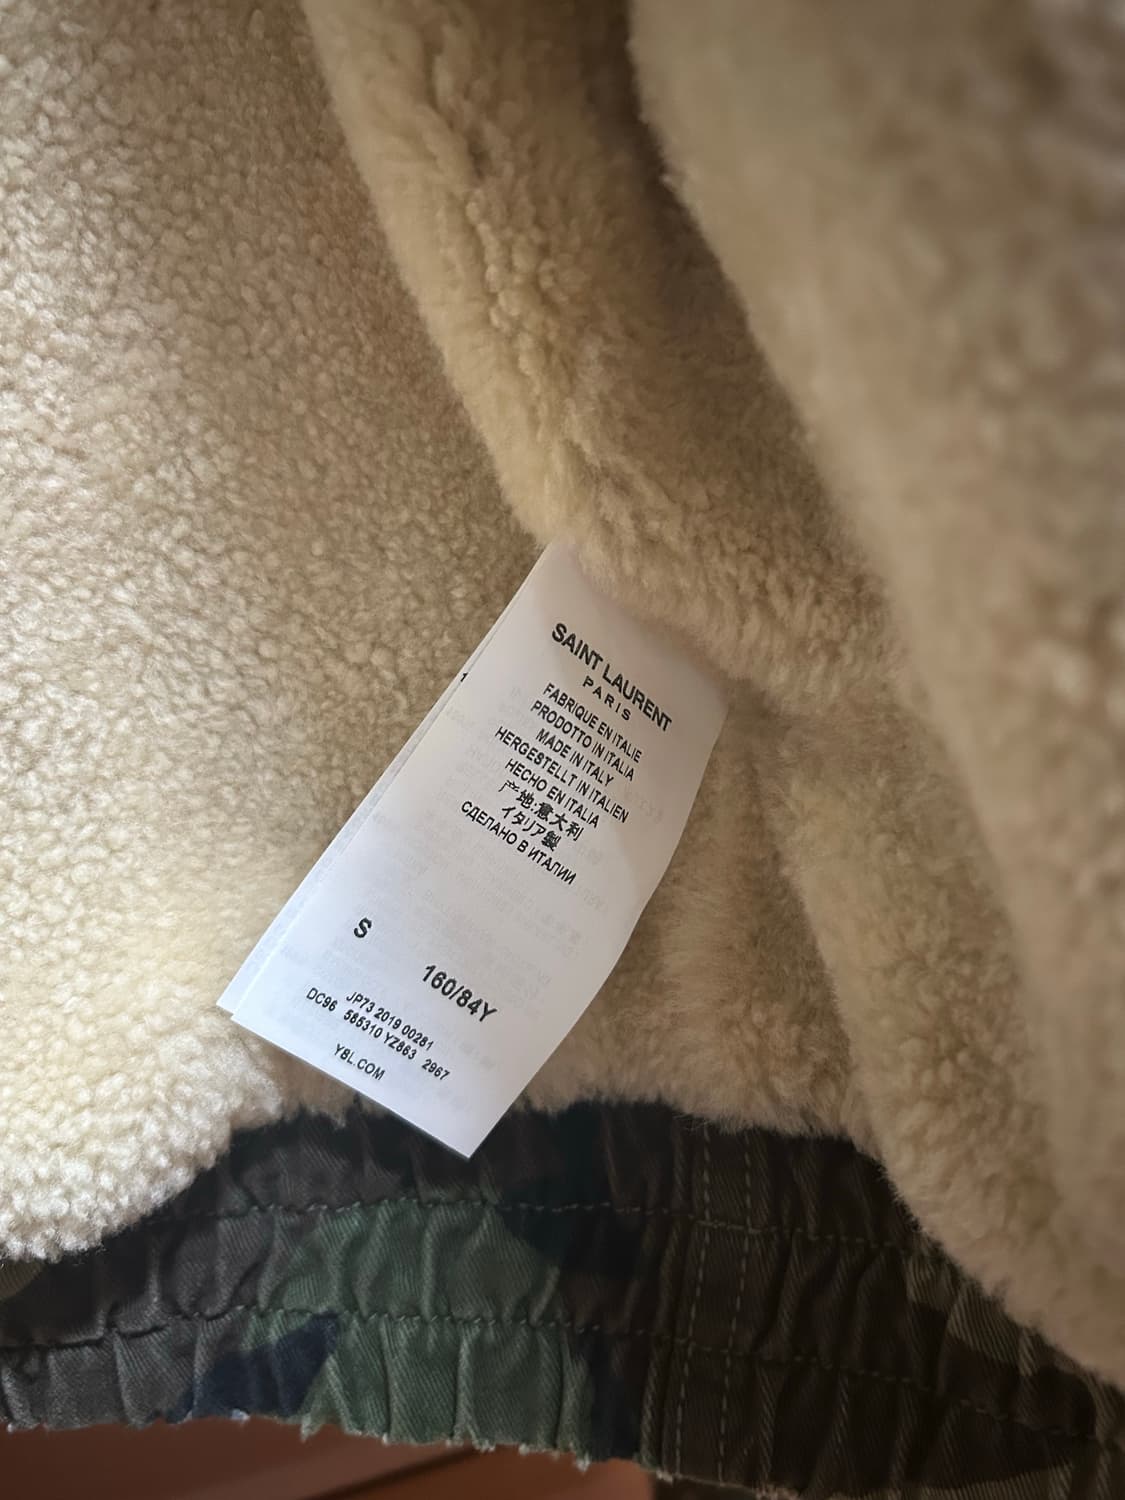 SAINT LAURENT
PARIS
FABRIQUE EN ITALIE
PRODOTTO IN ITALIA
MADE IN ITALY
HERGESTELLT IN ITALIEN
HECHO EN ITALIA
产地:意大利
イタリア製
СДЕЛАНО В ИТАЛИИ
S
160/84Y
JP73 2019 00281
DC96 585310 YZ863 2967
YSL.COM